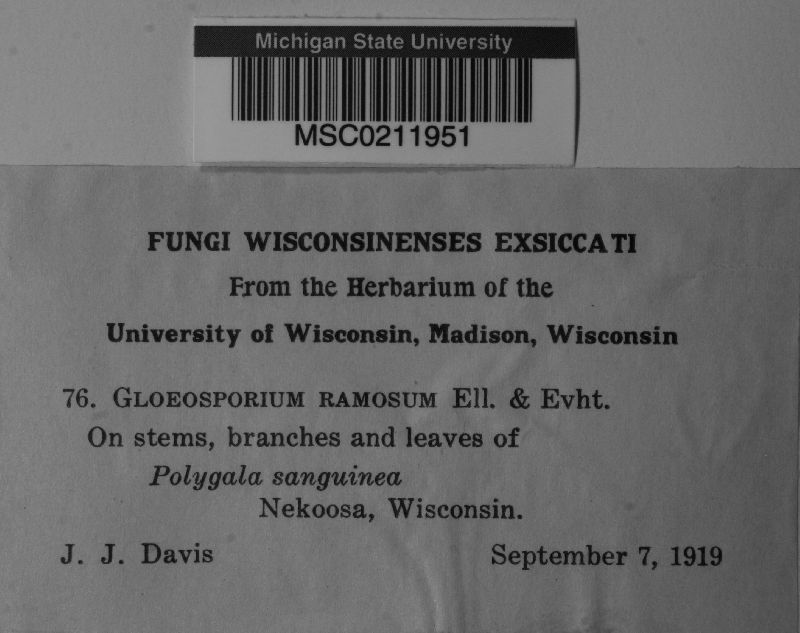 Michigan State University
MSC0211951
FUNGI WISCONSINENSES EXSICCATI
From the Herbarium of the
University of Wisconsin, Madison, Wisconsin
76. GLOEOSPORIUM RAMOSUM Ell. & Evht.
On stems, branches and leaves of
Polygala sanguinea
Nekoosa, Wisconsin.
J. J. Davis September 7, 1919